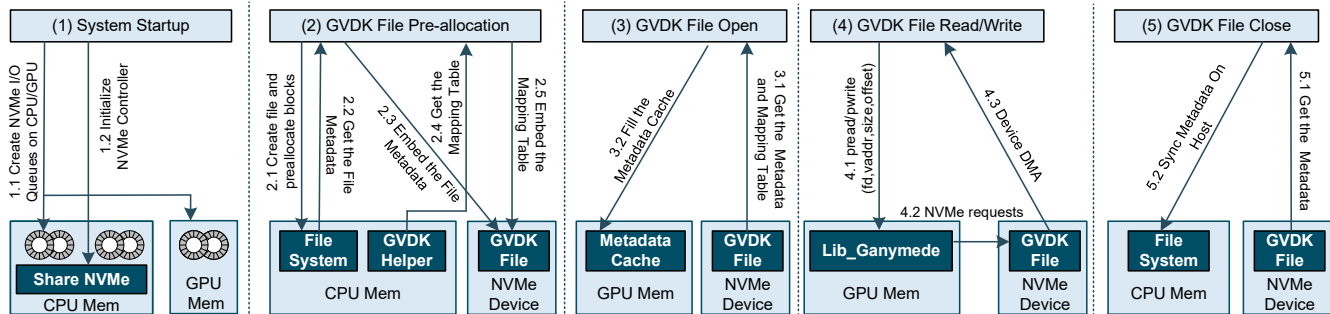 (1) System Startup
1.1 Create NVMe I/O
Queues on CPU/GPU
1.2 Initialize
NVMe Controller
Share NVMe
CPU Mem
GPU
Mem
(2) GVDK File Pre-allocation
2.1 Create file and
preallocate blocks
2.2 Get the File
Metadata
2.3 Embed the File
Metadata
2.4 Get the
Mapping Table
2.5 Embed the
Mapping Table
File
System
GVDK
Helper
CPU Mem
GVDK
File
NVMe
Device
(3) GVDK File Open
3.2 Fill the
Metadata Cache
3.1 Get the Metadata
and Mapping Table
Metadata
Cache
GPU Mem
GVDK
File
NVMe
Device
(4) GVDK File Read/Write
4.1 pread/pwrite
(fd,vaddr,size,offset)
4.3 Device DMA
4.2 NVMe requests
Lib_Ganymede
GPU Mem
GVDK
File
NVMe
Device
(5) GVDK File Close
5.2 Sync Metadata On
Host
5.1 Get the Metadata
File
System
CPU Mem
GVDK
File
NVMe
Device